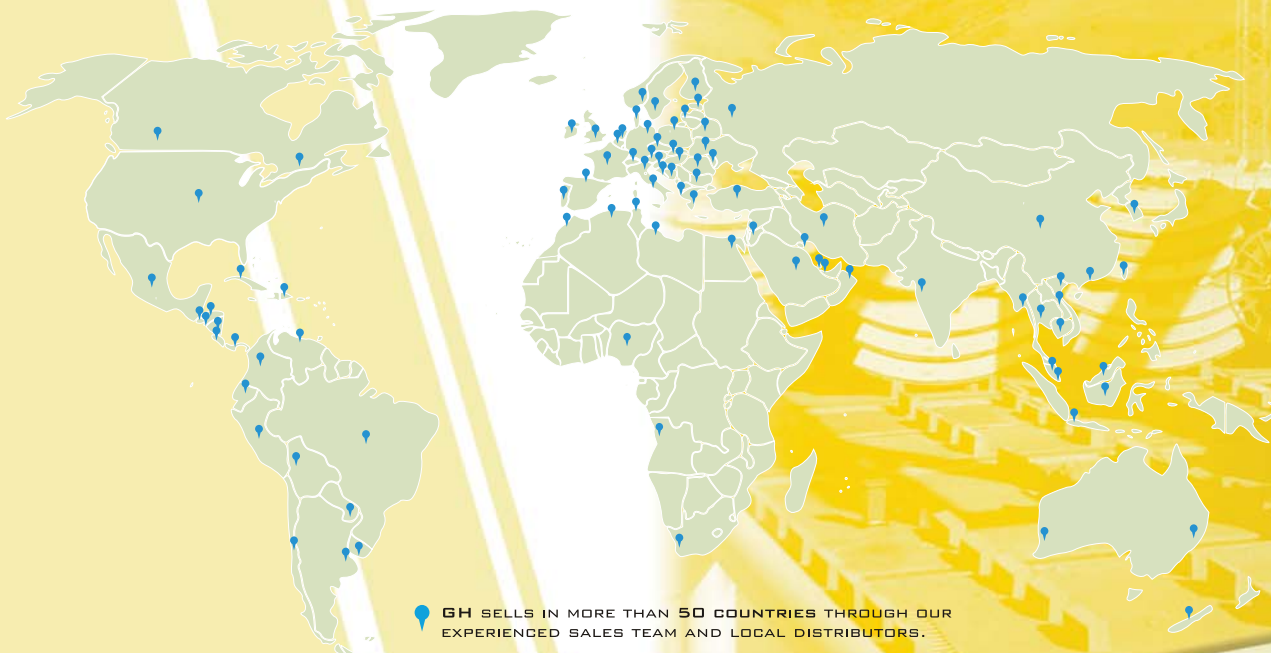 GH SELLS IN MORE THAN 50 COUNTRIES THROUGH OUR
EXPERIENCED SALES TEAM AND LOCAL DISTRIBUTORS.